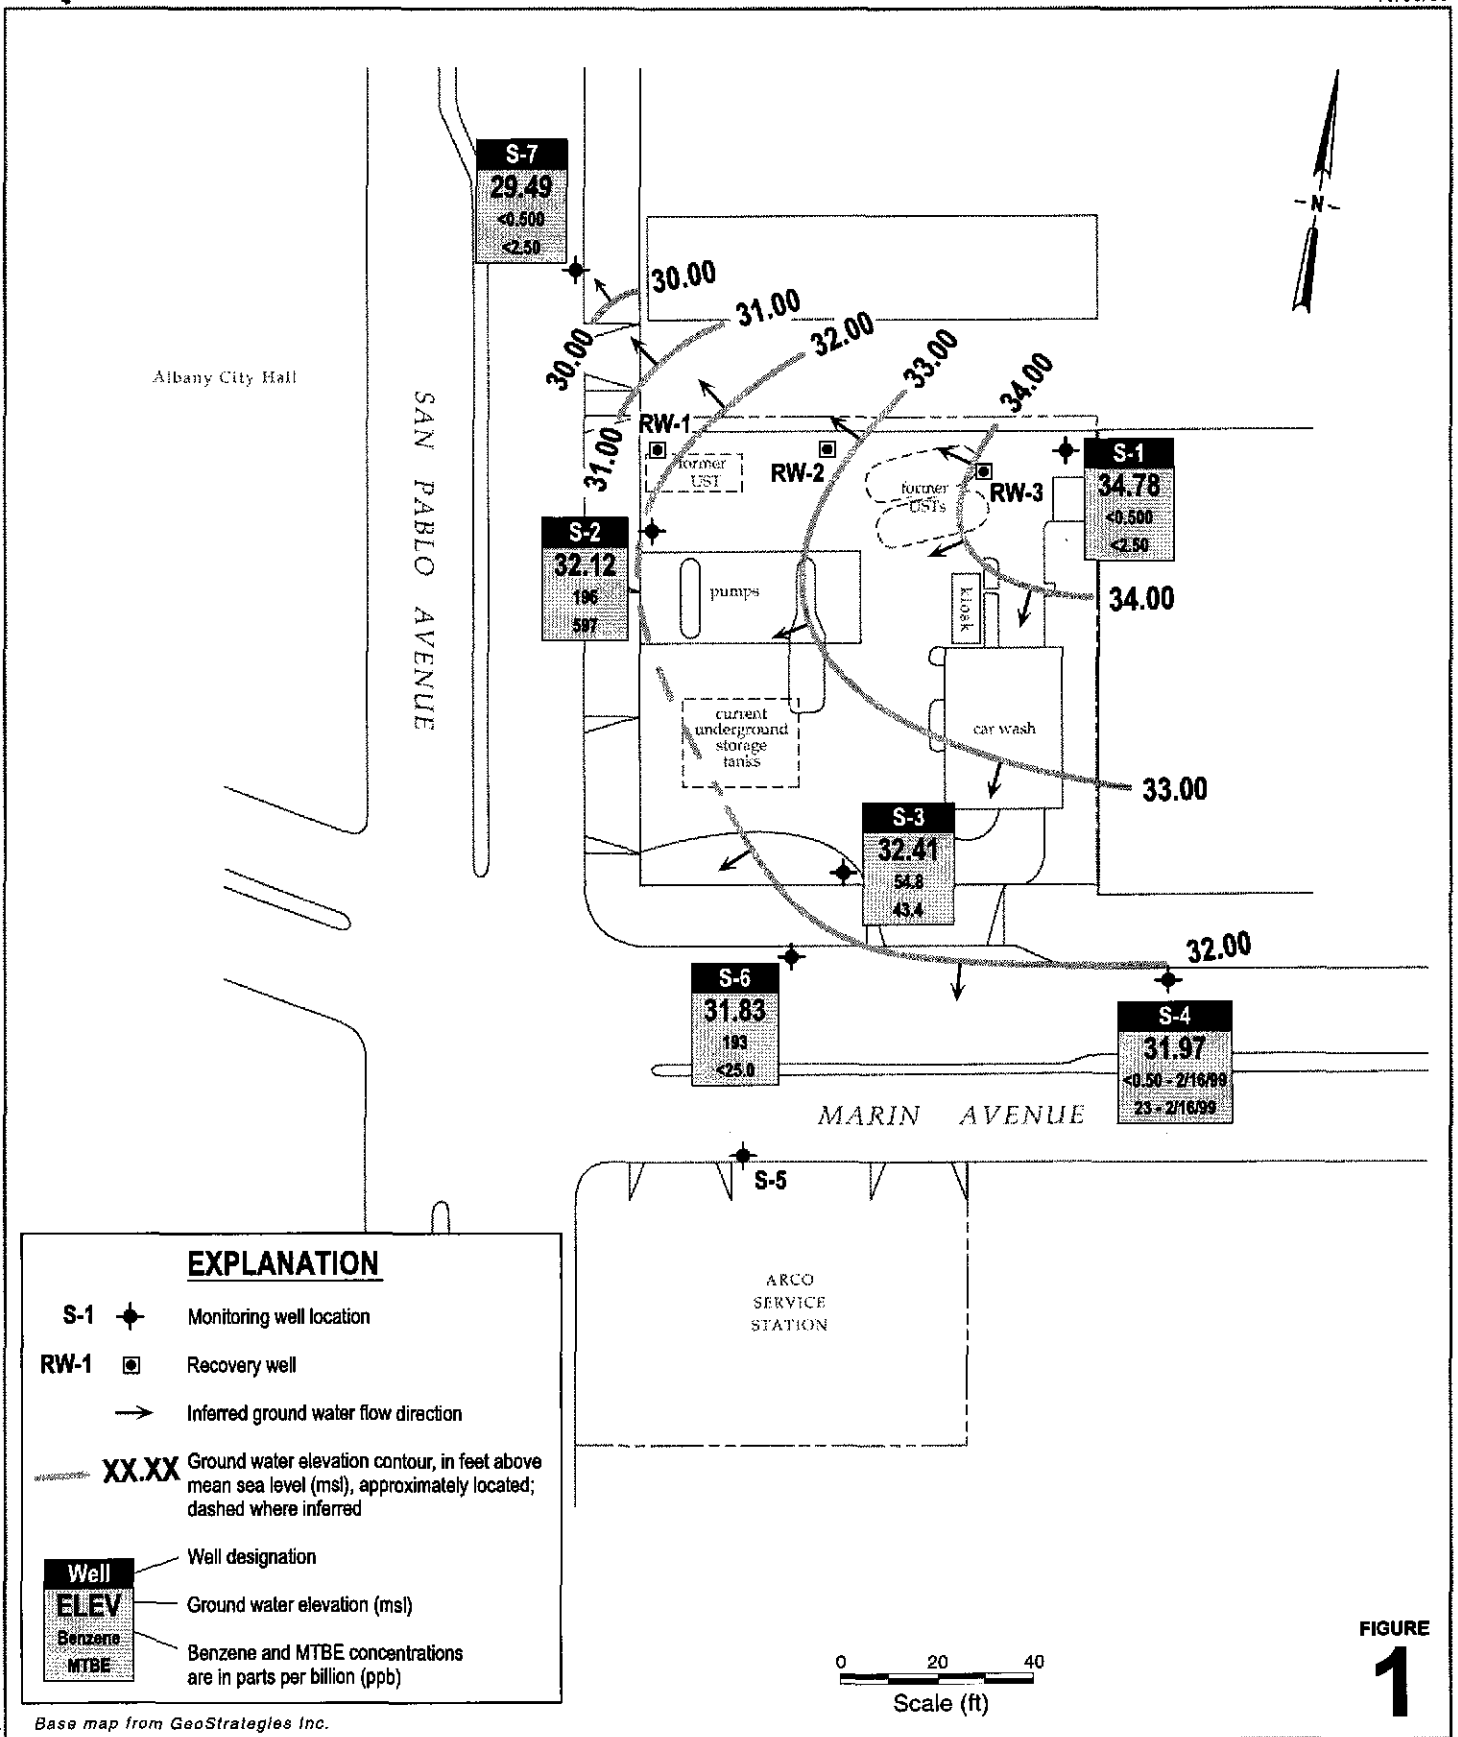 S-7
29.49
<0.500
<2.50
N
30.00
31.00
32.00
33.00
34.00
30.00
Albany City Hall
SAN PABLO AVENUE
31.00
RW-1
former
UST
RW-2
former
USTs
RW-3
S-1
34.78
<0.500
<2.50
S-2
32.12
196
597
pumps
kiosk
34.00
current
underground
storage
tanks
car wash
33.00
S-3
32.41
54.8
43.4
32.00
S-6
31.83
193
<25.0
S-4
31.97
<0.50 - 2/16/99
23 - 2/16/99
MARIN AVENUE
S-5
ARCO
SERVICE
STATION
EXPLANATION
S-1 Monitoring well location
RW-1 Recovery well
Inferred ground water flow direction
XX.XX Ground water elevation contour, in feet above
mean sea level (msl), approximately located;
dashed where inferred
Well
ELEV
Benzene
MTBE
Well designation
Ground water elevation (msl)
Benzene and MTBE concentrations
are in parts per billion (ppb)
0 20 40
Scale (ft)
FIGURE
1
Base map from GeoStrategies Inc.